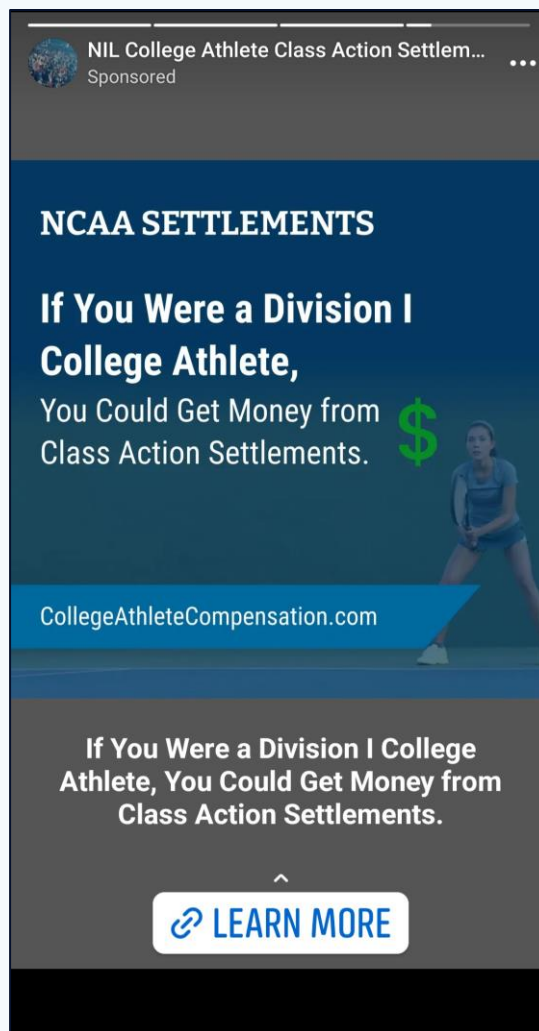 NIL College Athlete Class Action Settlem...
Sponsored
NCAA SETTLEMENTS
If You Were a Division I
College Athlete,
You Could Get Money from
Class Action Settlements.
$
CollegeAthleteCompensation.com
If You Were a Division I College
Athlete, You Could Get Money from
Class Action Settlements.
LEARN MORE